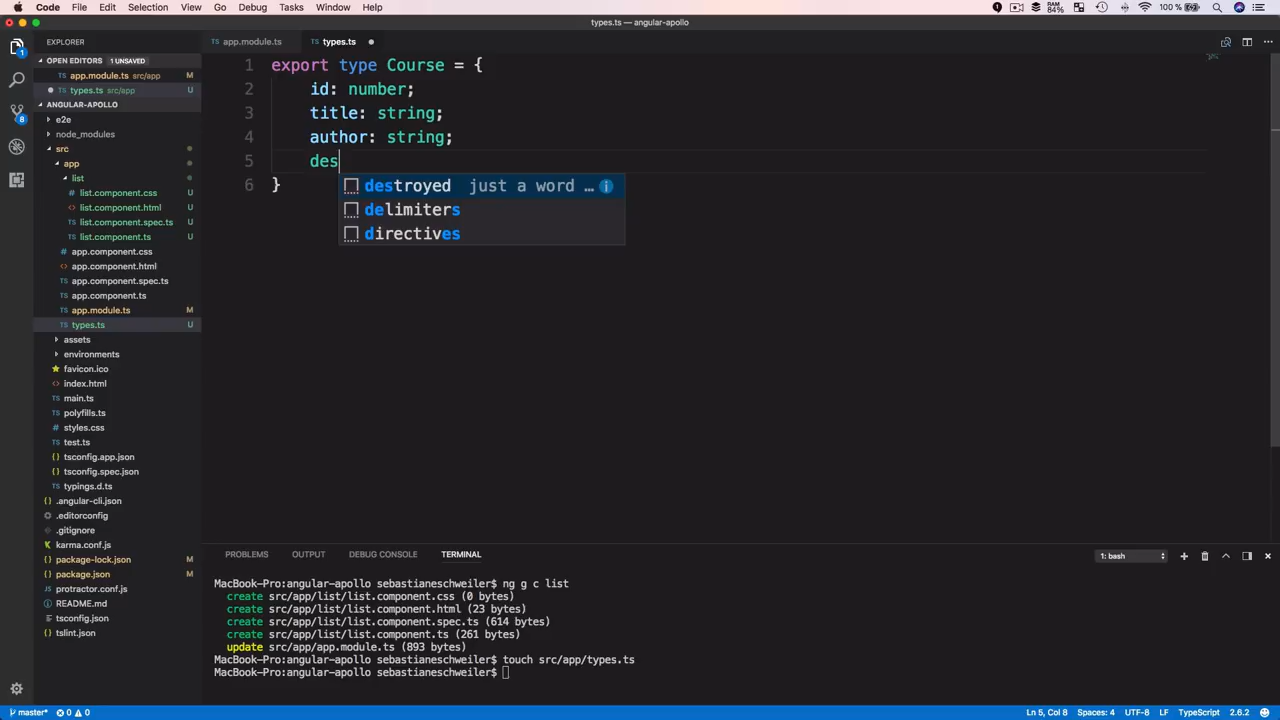 Code File Edit Selection View Go Debug Tasks Window Help
RAM 84% 100 %
types.ts — angular-apollo
EXPLORER
OPEN EDITORS 1 UNSAVED
app.module.ts src/app M
types.ts src/app U
ANGULAR-APOLLO
e2e
node_modules
src
app
list
list.component.css U
list.component.html U
list.component.spec.ts U
list.component.ts U
app.component.css
app.component.html
app.component.spec.ts
app.component.ts
app.module.ts M
types.ts U
assets
environments
favicon.ico
index.html
main.ts
polyfills.ts
styles.css
test.ts
tsconfig.app.json
tsconfig.spec.json
typings.d.ts
.angular-cli.json
.editorconfig
.gitignore
karma.conf.js
package-lock.json M
package.json M
protractor.conf.js
README.md
tsconfig.json
tslint.json
app.module.ts types.ts
1 export type Course = {
2 id: number;
3 title: string;
4 author: string;
5 des
6 }
destroyed just a word …
delimiters
directives
PROBLEMS OUTPUT DEBUG CONSOLE TERMINAL
1: bash
MacBook-Pro:angular-apollo sebastianeschweiler$ ng g c list
create src/app/list/list.component.css (0 bytes)
create src/app/list/list.component.html (23 bytes)
create src/app/list/list.component.spec.ts (614 bytes)
create src/app/list/list.component.ts (261 bytes)
update src/app/app.module.ts (893 bytes)
MacBook-Pro:angular-apollo sebastianeschweiler$ touch src/app/types.ts
MacBook-Pro:angular-apollo sebastianeschweiler$
master* 0 0 Ln 5, Col 8 Spaces: 4 UTF-8 LF TypeScript 2.6.2